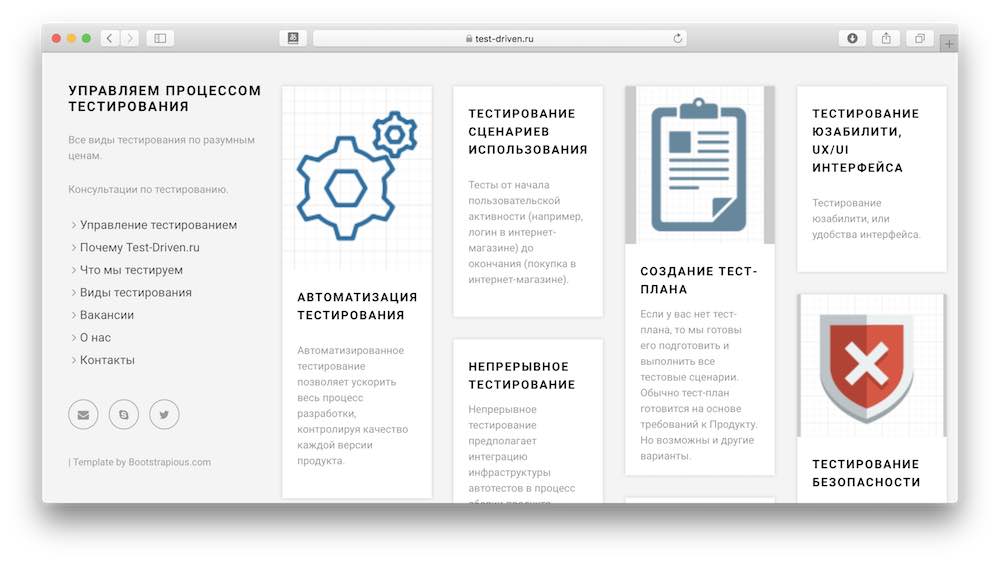 test-driven.ru
УПРАВЛЯЕМ ПРОЦЕССОМ
ТЕСТИРОВАНИЯ
Все виды тестирования по разумным
ценам.
Консультации по тестированию.
Управление тестированием
Почему Test-Driven.ru
Что мы тестируем
Виды тестирования
Вакансии
О нас
Контакты
| Template by Bootstrapious.com
АВТОМАТИЗАЦИЯ
ТЕСТИРОВАНИЯ
Автоматизированное
тестирование
позволяет ускорить
весь процесс
разработки,
контролируя качество
каждой версии
продукта.
ТЕСТИРОВАНИЕ
СЦЕНАРИЕВ
ИСПОЛЬЗОВАНИЯ
Тесты от начала
пользовательской
активности (например,
логин в интернет-
магазине) до
окончания (покупка в
интернет-магазине).
НЕПРЕРЫВНОЕ
ТЕСТИРОВАНИЕ
Непрерывное
тестирование
предполагает
интеграцию
инфраструктуры
автотестов в процесс
СОЗДАНИЕ ТЕСТ-
ПЛАНА
Если у вас нет тест-
плана, то мы готовы
его подготовить и
выполнить все
тестовые сценарии.
Обычно тест-план
готовится на основе
требований к Продукту.
Но возможны и другие
варианты.
ТЕСТИРОВАНИЕ
ЮЗАБИЛИТИ,
UX/UI
ИНТЕРФЕЙСА
Тестирование
юзабилити, или
удобства интерфейса.
ТЕСТИРОВАНИЕ
БЕЗОПАСНОСТИ